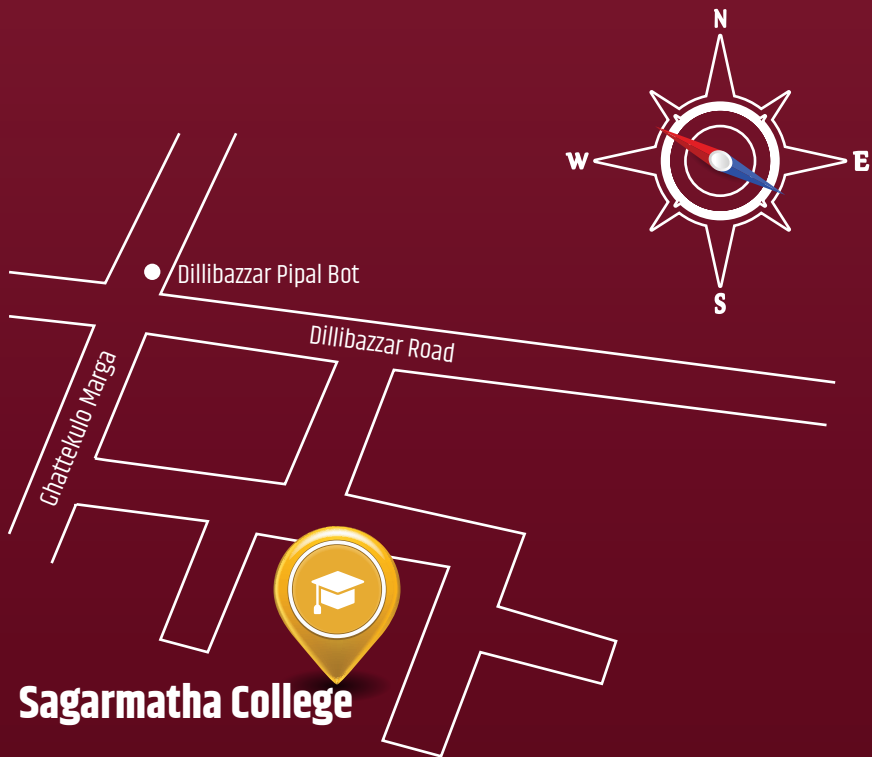 N
W
E
S
Dillibazzar Pipal Bot
Dillibazzar Road
Ghattekulo Marga
Sagarmatha College